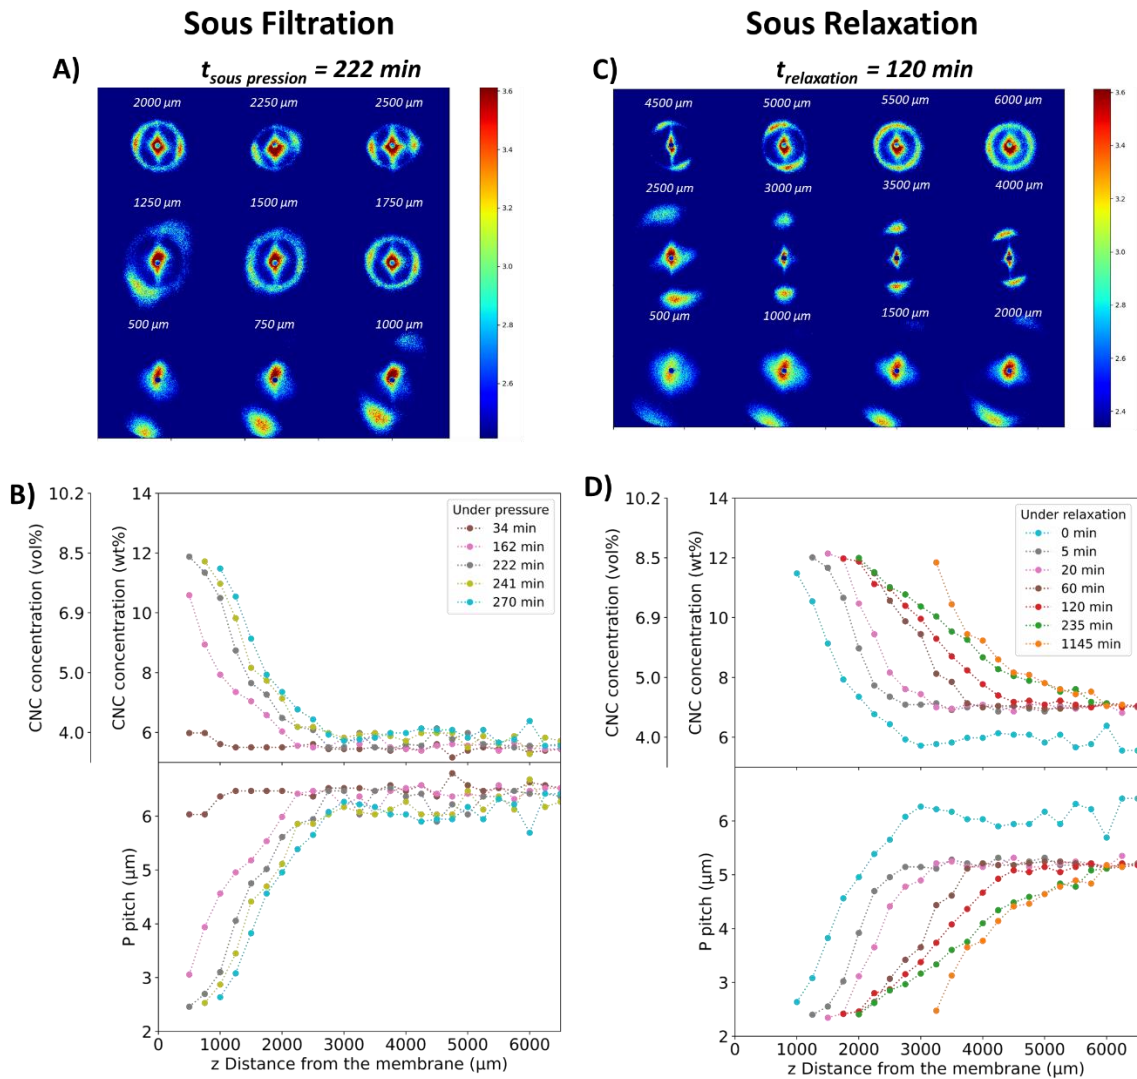 Sous Filtration
Sous Relaxation
A)
t_sous pression = 222 min
C)
t_relaxation = 120 min
2000 µm 2250 µm 2500 µm
1250 µm 1500 µm 1750 µm
500 µm 750 µm 1000 µm
3.6
3.4
3.2
3.0
2.8
2.6
4500 µm 5000 µm 5500 µm 6000 µm
2500 µm 3000 µm 3500 µm 4000 µm
500 µm 1000 µm 1500 µm 2000 µm
3.6
3.4
3.2
3.0
2.8
2.6
2.4
B)
CNC concentration (vol%)
10.2
8.5
6.9
5.0
4.0
CNC concentration (wt%)
14
12
10
8
6
Under pressure
34 min
162 min
222 min
241 min
270 min
P pitch (µm)
6
5
4
3
2
0 1000 2000 3000 4000 5000 6000
z Distance from the membrane (µm)
D)
CNC concentration (vol%)
10.2
8.5
6.9
5.0
4.0
CNC concentration (wt%)
14
12
10
8
6
Under relaxation
0 min
5 min
20 min
60 min
120 min
235 min
1145 min
P pitch (µm)
6
5
4
3
2
0 1000 2000 3000 4000 5000 6000
z Distance from the membrane (µm)